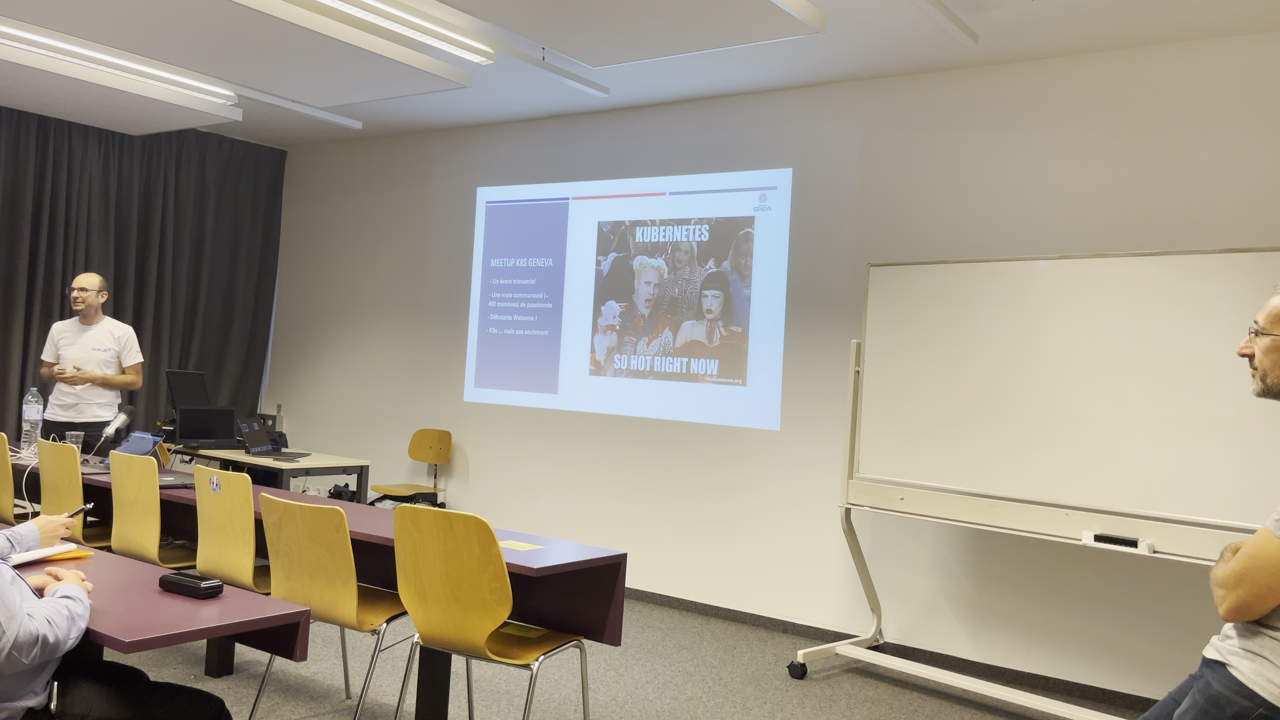 GENEVA
MEETUP K8S GENEVA
- Un évent trimestriel
- Une vraie communauté (~
400 membres) de passionnés
- Débutants Welcome !
- K8s ... mais pas seulement
KUBERNETES
SO HOT RIGHT NOW